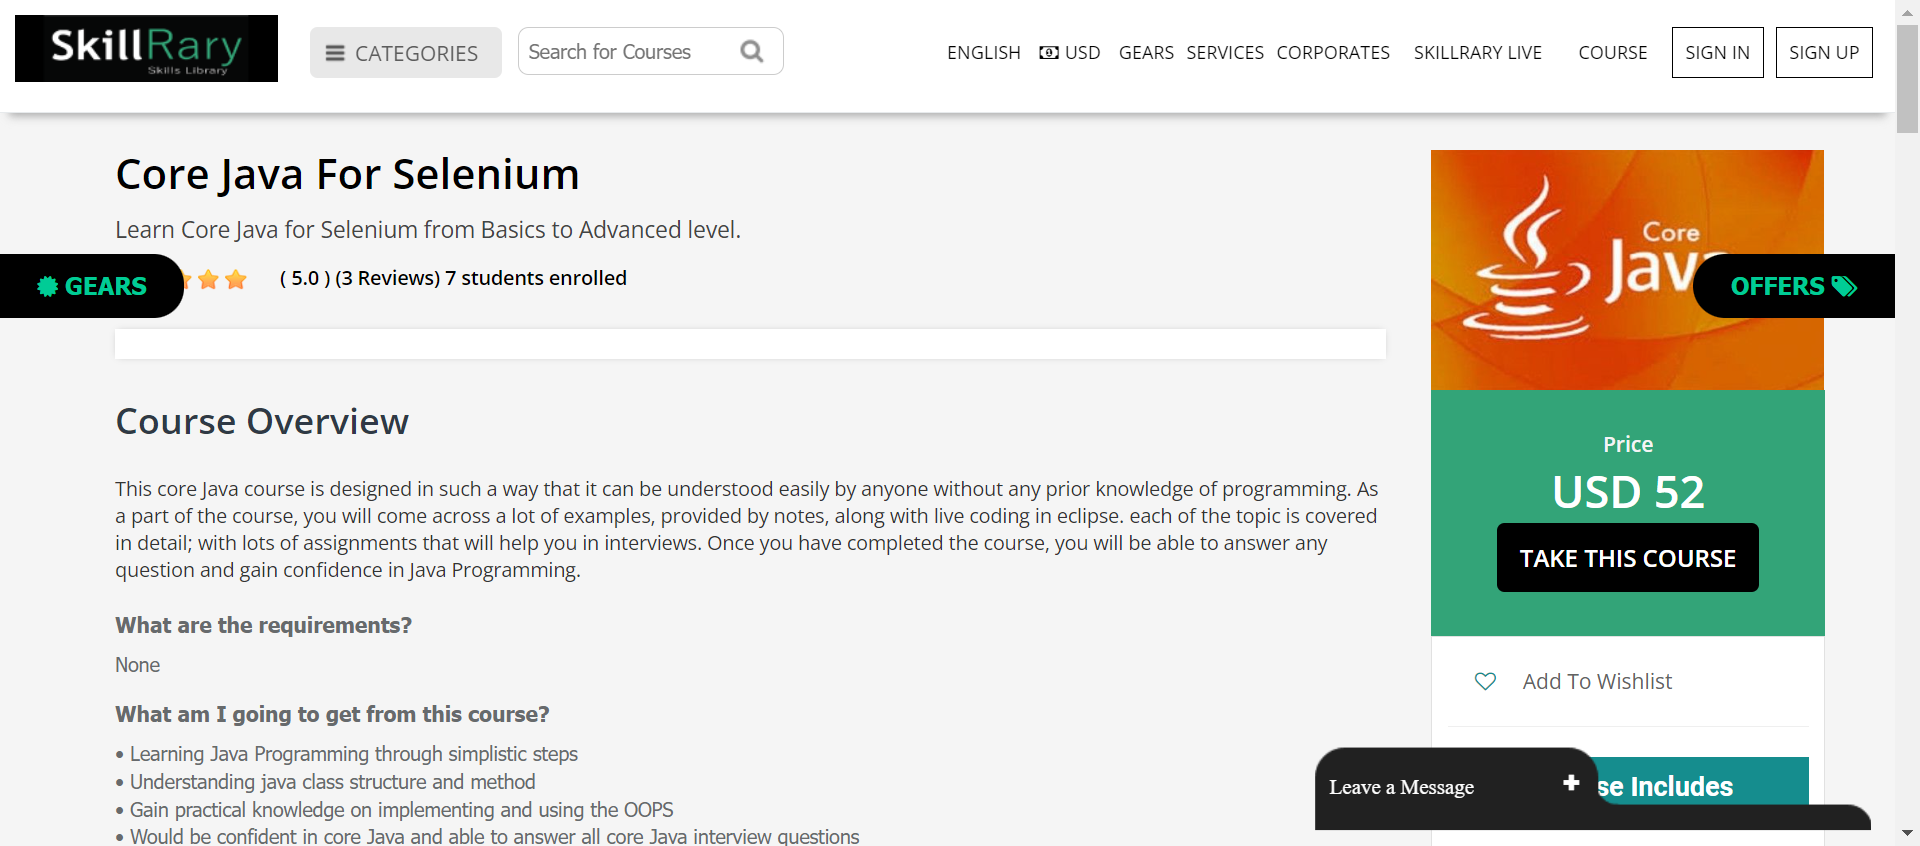 SkillRary
Skills Library
CATEGORIES
Search for Courses
ENGLISH USD GEARS SERVICES CORPORATES SKILLRARY LIVE COURSE SIGN IN SIGN UP
Core Java For Selenium
Learn Core Java for Selenium from Basics to Advanced level.
GEARS
( 5.0 ) (3 Reviews) 7 students enrolled
Core
Java
OFFERS
Course Overview
This core Java course is designed in such a way that it can be understood easily by anyone without any prior knowledge of programming. As
a part of the course, you will come across a lot of examples, provided by notes, along with live coding in eclipse. each of the topic is covered
in detail; with lots of assignments that will help you in interviews. Once you have completed the course, you will be able to answer any
question and gain confidence in Java Programming.
What are the requirements?
None
What am I going to get from this course?
• Learning Java Programming through simplistic steps
• Understanding java class structure and method
• Gain practical knowledge on implementing and using the OOPS
• Would be confident in core Java and able to answer all core Java interview questions
Price
USD 52
TAKE THIS COURSE
Add To Wishlist
se Includes
Leave a Message